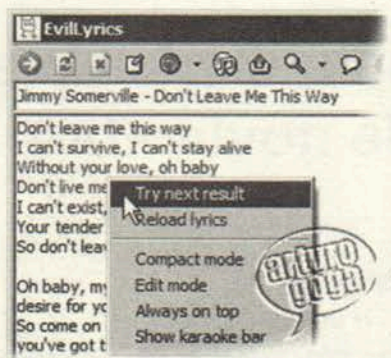 EvilLyrics
Jimmy Somerville - Don't Leave Me This Way
Don't leave me this way
I can't survive, I can't stay alive
Without your love, oh baby
Don't live me
I can't exist,
Your tender
So don't leav
Oh baby, my
desire for yo
So come on
you've got t
Try next result
Reload lyrics
Compact mode
Edit mode
Always on top
Show karaoke bar
arturo
goga